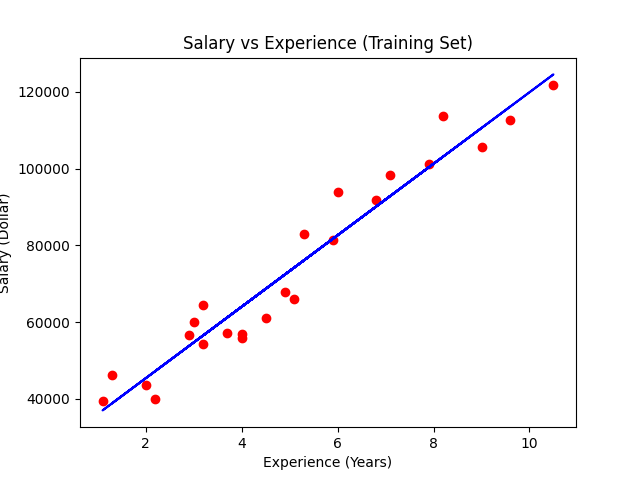 Salary vs Experience (Training Set)
120000
100000
80000
60000
40000
Salary (Dollar)
2 4 6 8 10
Experience (Years)